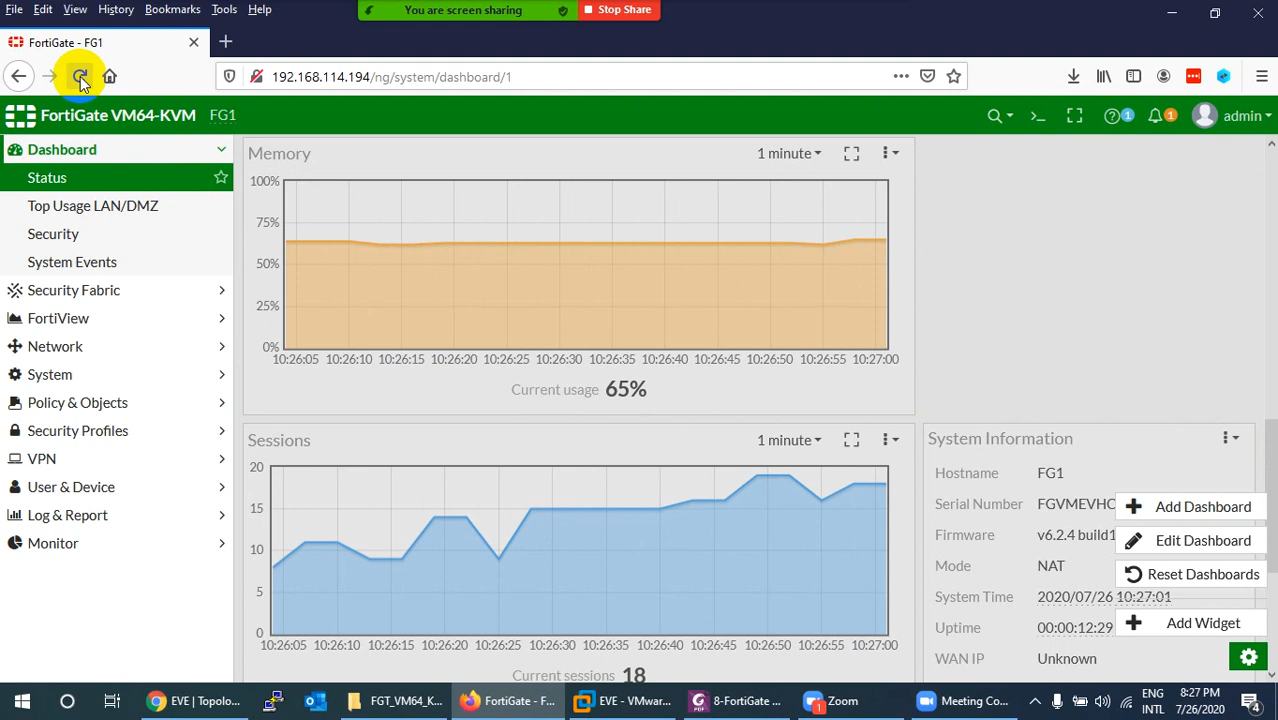 File Edit View History Bookmarks Tools Help
You are screen sharing Stop Share
FortiGate - FG1
192.168.114.194/ng/system/dashboard/1
FortiGate VM64-KVM FG1
1 1 admin
Dashboard
Status
Top Usage LAN/DMZ
Security
System Events
Security Fabric
FortiView
Network
System
Policy & Objects
Security Profiles
VPN
User & Device
Log & Report
Monitor
Memory 1 minute
100%
75%
50%
25%
0%
10:26:05 10:26:10 10:26:15 10:26:20 10:26:25 10:26:30 10:26:35 10:26:40 10:26:45 10:26:50 10:26:55 10:27:00
Current usage 65%
Sessions 1 minute
20
15
10
5
0
10:26:05 10:26:10 10:26:15 10:26:20 10:26:25 10:26:30 10:26:35 10:26:40 10:26:45 10:26:50 10:26:55 10:27:00
Current sessions 18
System Information
Hostname FG1
Serial Number FGVMEVHC
Firmware v6.2.4 build1
Mode NAT
System Time 2020/07/26 10:27:01
Uptime 00:00:12:29
WAN IP Unknown
Add Dashboard
Edit Dashboard
Reset Dashboards
Add Widget
EVE | Topolo...
FGT_VM64_K...
FortiGate - F...
EVE - VMwar...
8-FortiGate ...
1 Zoom
Meeting Co...
ENG
INTL
8:27 PM
7/26/2020
4